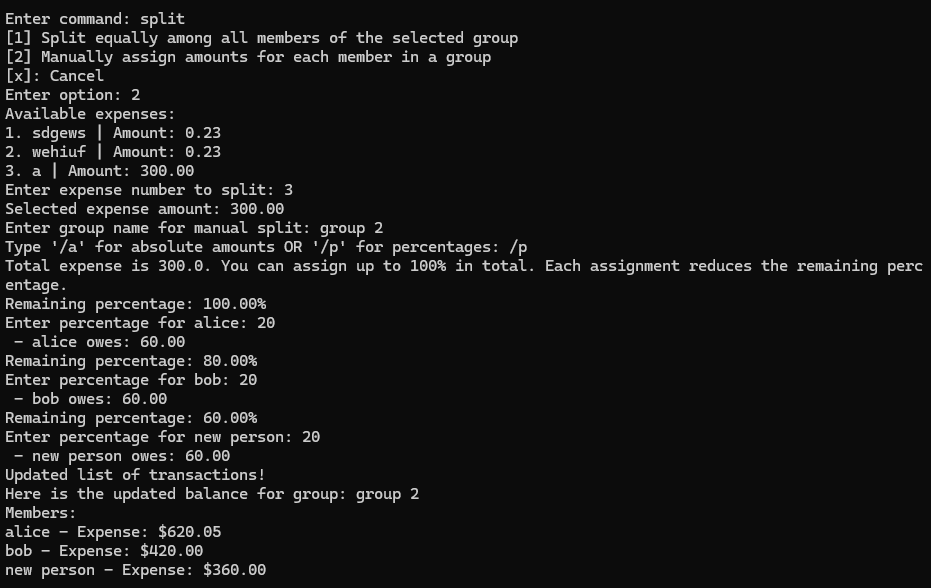 Enter command: split
[1] Split equally among all members of the selected group
[2] Manually assign amounts for each member in a group
[x]: Cancel
Enter option: 2
Available expenses:
1. sdgews | Amount: 0.23
2. wehiuf | Amount: 0.23
3. a | Amount: 300.00
Enter expense number to split: 3
Selected expense amount: 300.00
Enter group name for manual split: group 2
Type '/a' for absolute amounts OR '/p' for percentages: /p
Total expense is 300.0. You can assign up to 100% in total. Each assignment reduces the remaining perc
entage.
Remaining percentage: 100.00%
Enter percentage for alice: 20
 - alice owes: 60.00
Remaining percentage: 80.00%
Enter percentage for bob: 20
 - bob owes: 60.00
Remaining percentage: 60.00%
Enter percentage for new person: 20
 - new person owes: 60.00
Updated list of transactions!
Here is the updated balance for group: group 2
Members:
alice - Expense: $620.05
bob - Expense: $420.00
new person - Expense: $360.00